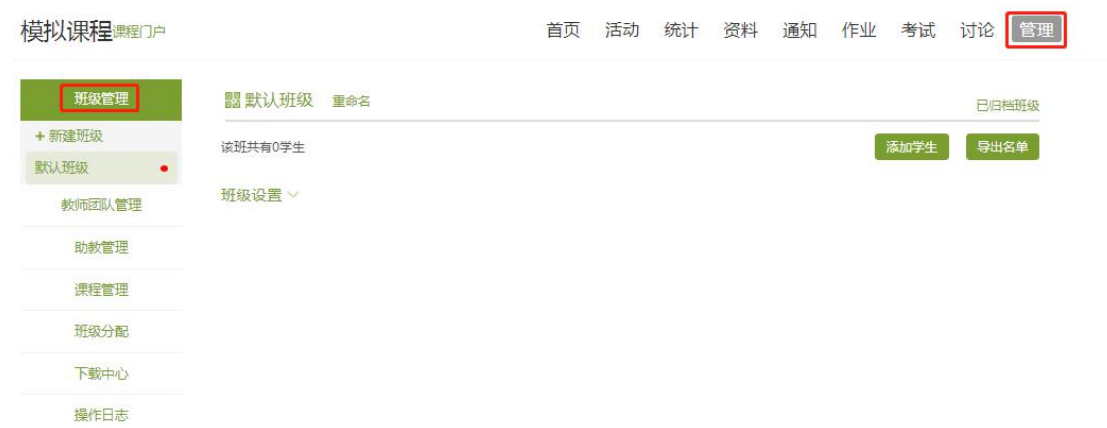 模拟课程课程门户 首页 活动 统计 资料 通知 作业 考试 讨论 管理
班级管理
+ 新建班级
默认班级
教师团队管理
助教管理
课程管理
班级分配
下载中心
操作日志
默认班级 重命名
已归档班级
该班共有0学生 添加学生 导出名单
班级设置